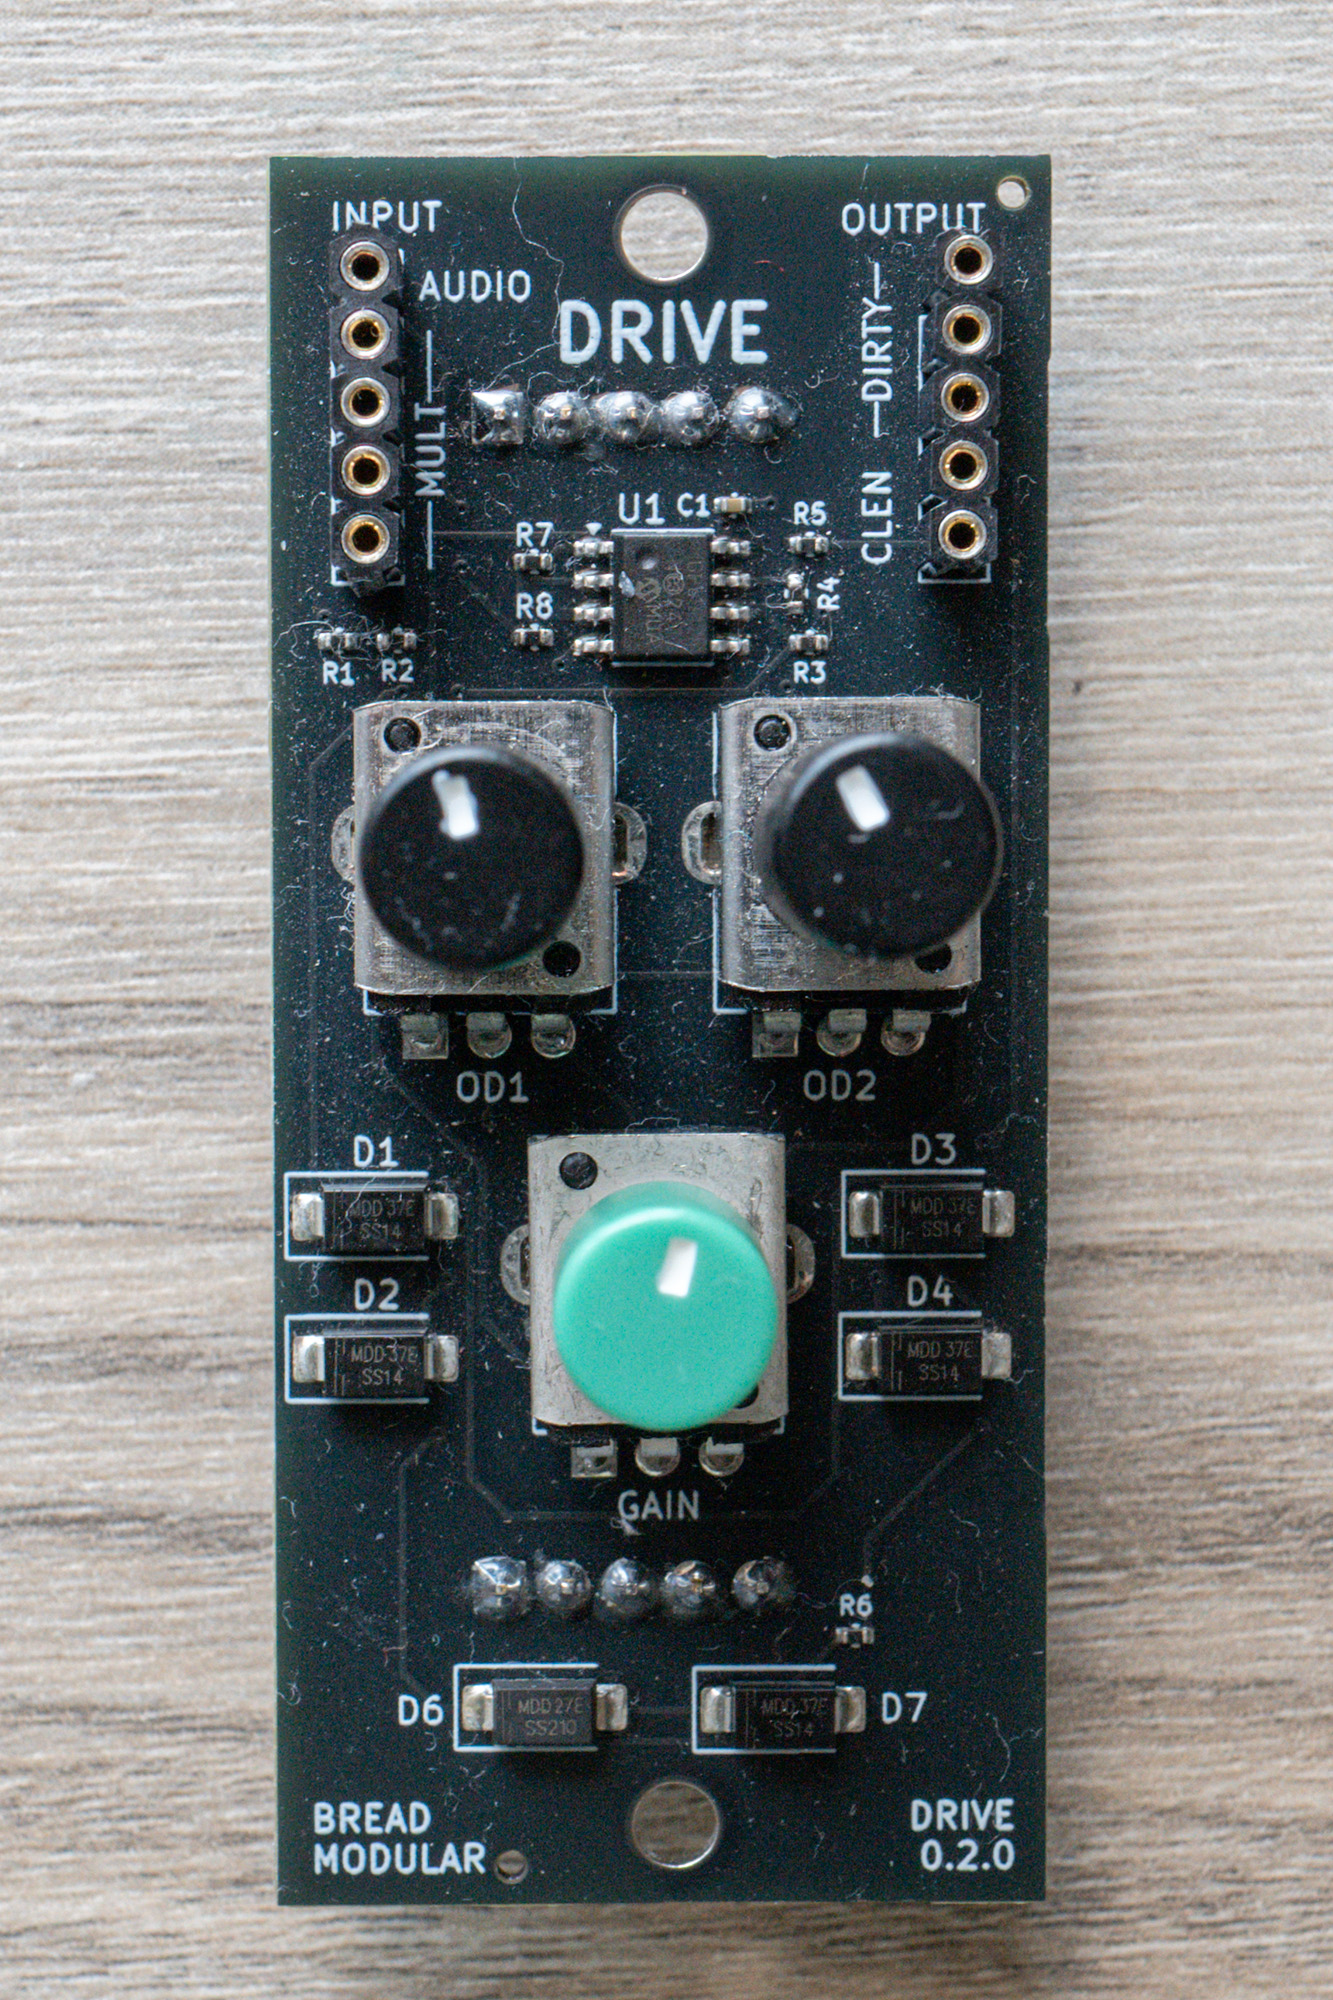 INPUT
OUTPUT
AUDIO
DRIVE
MULT
DIRTY
CLEN
U1
C1
R5
R7
R4
R8
R3
R1
R2
OD1
OD2
D1
D3
MDD 37E
SS14
MDD 37E
SS14
D2
D4
MDD 37E
SS14
MDD 37E
SS14
GAIN
R6
D6
MDD 27E
SS210
MDD 37E
SS14
D7
BREAD
MODULAR
DRIVE
0.2.0